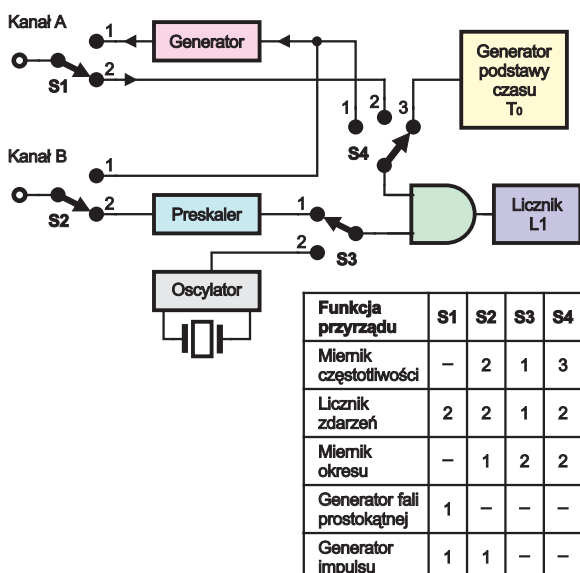 Kanał A
1
Generator
2
S1
Generator
podstawy
czasu
T0
1
2
3
S4
Kanał B
1
2
S2
Preskaler
1
2
S3
Licznik
L1
Oscylator
Funkcja przyrządu S1 S2 S3 S4
Miernik częstotliwości – 2 1 3
Licznik zdarzeń 2 2 1 2
Miernik okresu – 1 2 2
Generator fali prostokątnej 1 – – –
Generator impulsu 1 1 – –